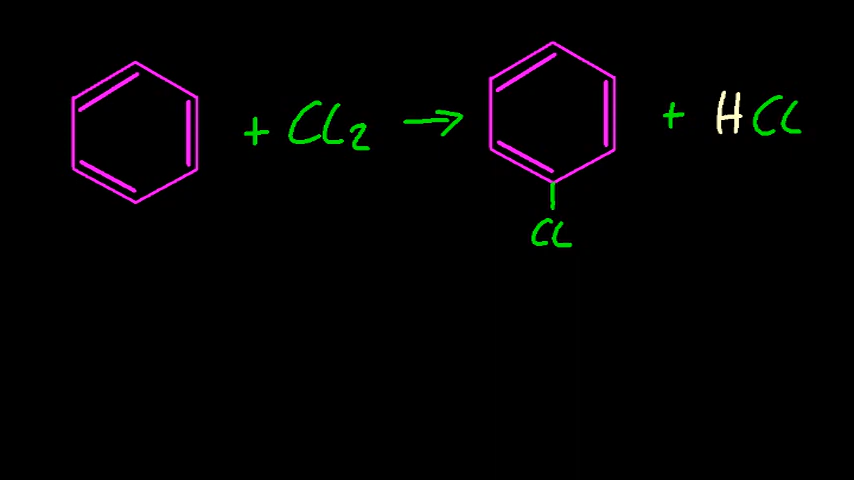 + Cl2 → + HCl
Cl